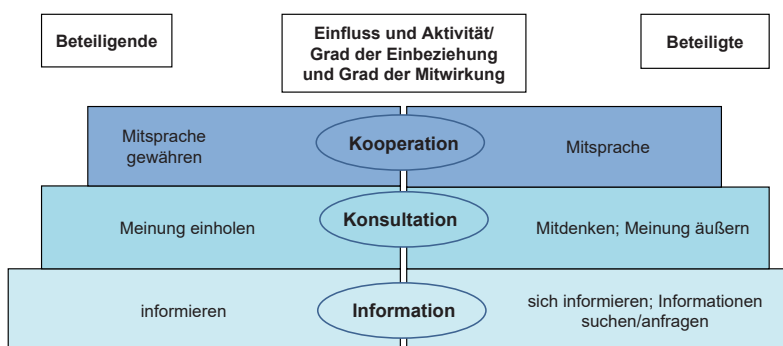 Beteiligende
Einfluss und Aktivität/
Grad der Einbeziehung
und Grad der Mitwirkung
Beteiligte
Mitsprache
gewähren
Kooperation
Mitsprache
Meinung einholen
Konsultation
Mitdenken; Meinung äußern
informieren
Information
sich informieren; Informationen
suchen/anfragen